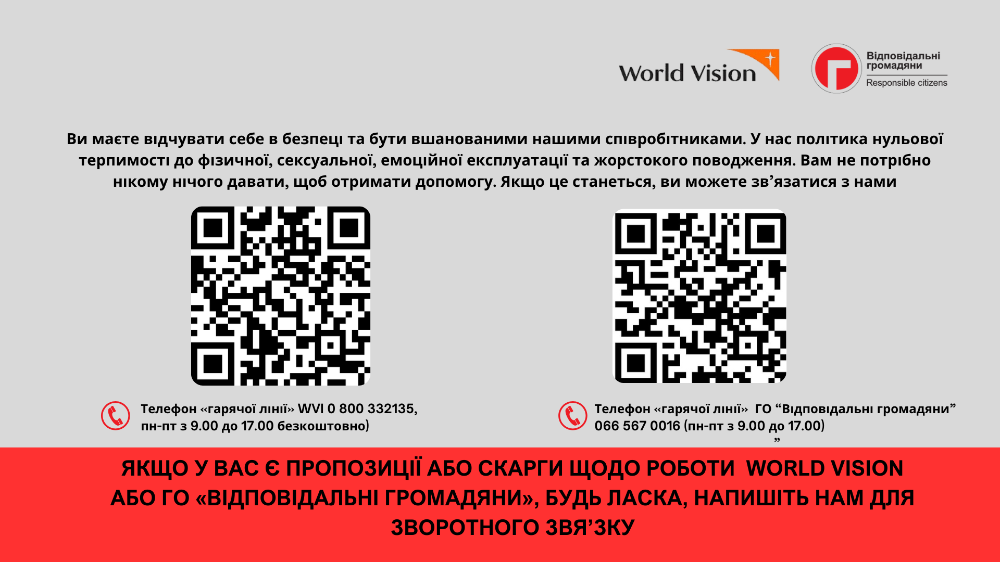 World Vision
Відповідальні
громадяни
Responsible citizens
Ви маєте відчувати себе в безпеці та бути вшанованими нашими співробітниками. У нас політика нульової
терпимості до фізичної, сексуальної, емоційної експлуатації та жорстокого поводження. Вам не потрібно
нікому нічого давати, щоб отримати допомогу. Якщо це станеться, ви можете зв’язатися з нами
Телефон «гарячої лінії» WVI 0 800 332135,
пн-пт з 9.00 до 17.00 безкоштовно)
Телефон «гарячої лінії»  ГО “Відповідальні громадяни”
066 567 0016 (пн-пт з 9.00 до 17.00)
”
ЯКЩО У ВАС Є ПРОПОЗИЦІЇ АБО СКАРГИ ЩОДО РОБОТИ  WORLD VISION
АБО ГО «ВІДПОВІДАЛЬНІ ГРОМАДЯНИ», БУДЬ ЛАСКА, НАПИШІТЬ НАМ ДЛЯ
ЗВОРОТНОГО ЗВЯ’ЗКУ